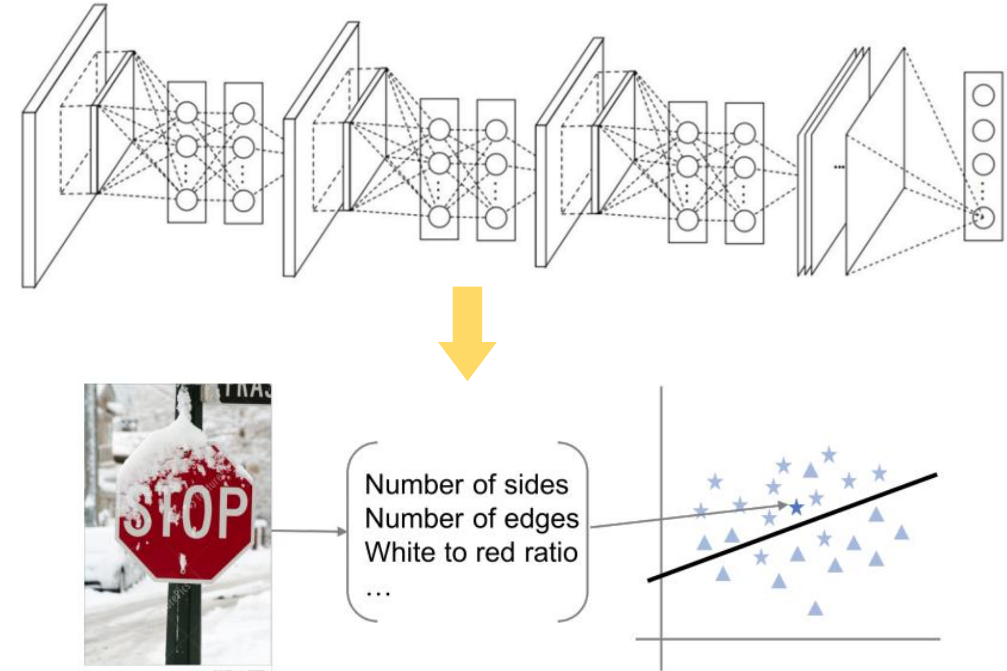 STOP
Number of sides
Number of edges
White to red ratio
...